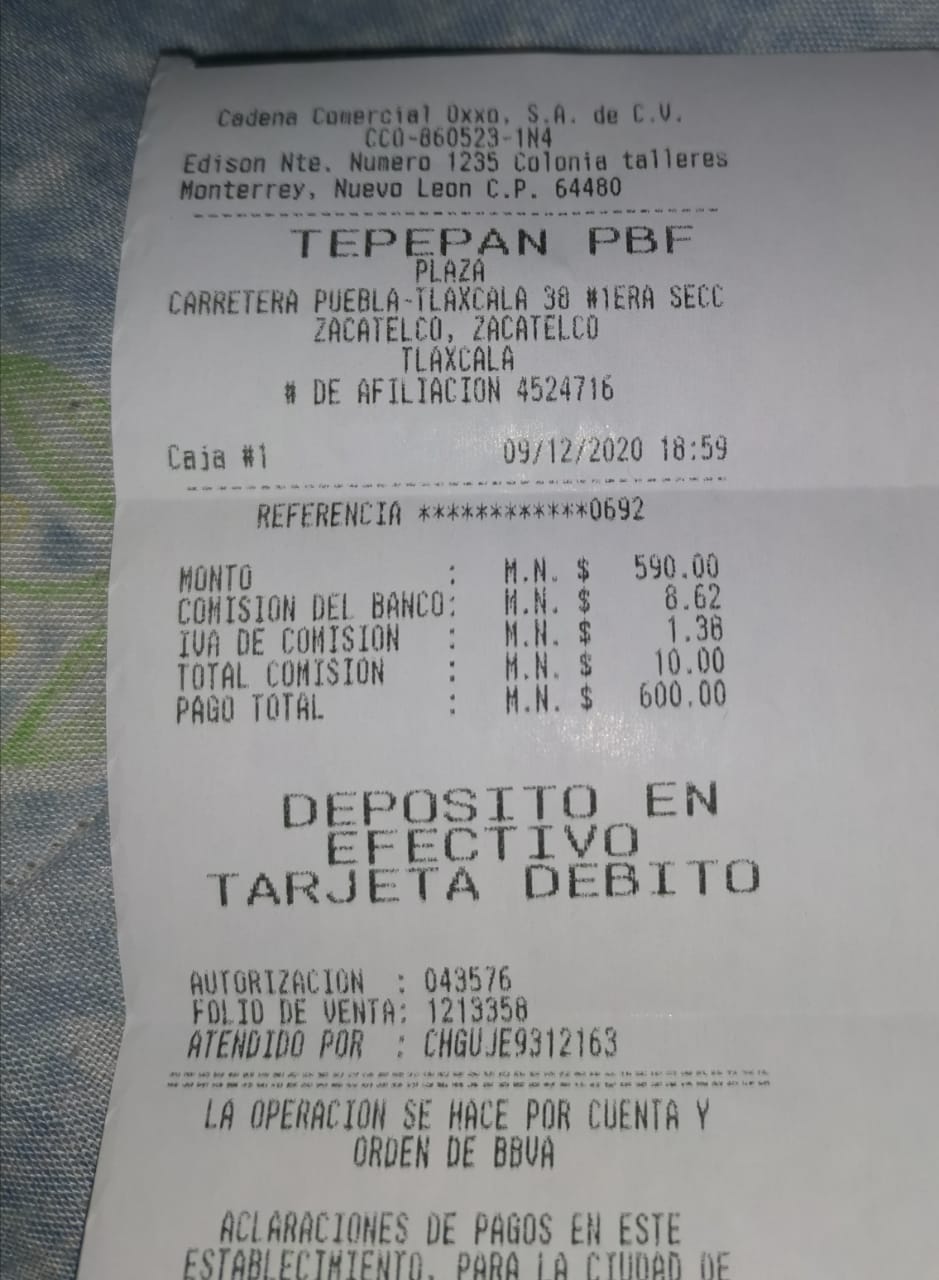 Cadena Comercial Oxxo, S.A. de C.V.
CCO-860523-1N4
Edison Nte. Numero 1235 Colonia talleres
Monterrey, Nuevo Leon C.P. 64480
TEPEPAN PBF
PLAZA
CARRETERA PUEBLA-TLAXCALA 38 #1ERA SECC
ZACATELCO, ZACATELCO
TLAXCALA
# DE AFILIACION 4524716
Caja #1 09/12/2020 18:59
REFERENCIA ************0692
MONTO : M.N. $ 590.00
COMISION DEL BANCO: M.N. $ 8.62
IVA DE COMISION : M.N. $ 1.38
TOTAL COMISION : M.N. $ 10.00
PAGO TOTAL : M.N. $ 600.00
DEPOSITO EN
EFECTIVO
TARJETA DEBITO
AUTORIZACION : 043576
FOLIO DE VENTA: 1213358
ATENDIDO POR : CHGUJE9312163
LA OPERACION SE HACE POR CUENTA Y
ORDEN DE BBVA
ACLARACIONES DE PAGOS EN ESTE
ESTABLECIMIENTO, PARA LA CIUDAD DE